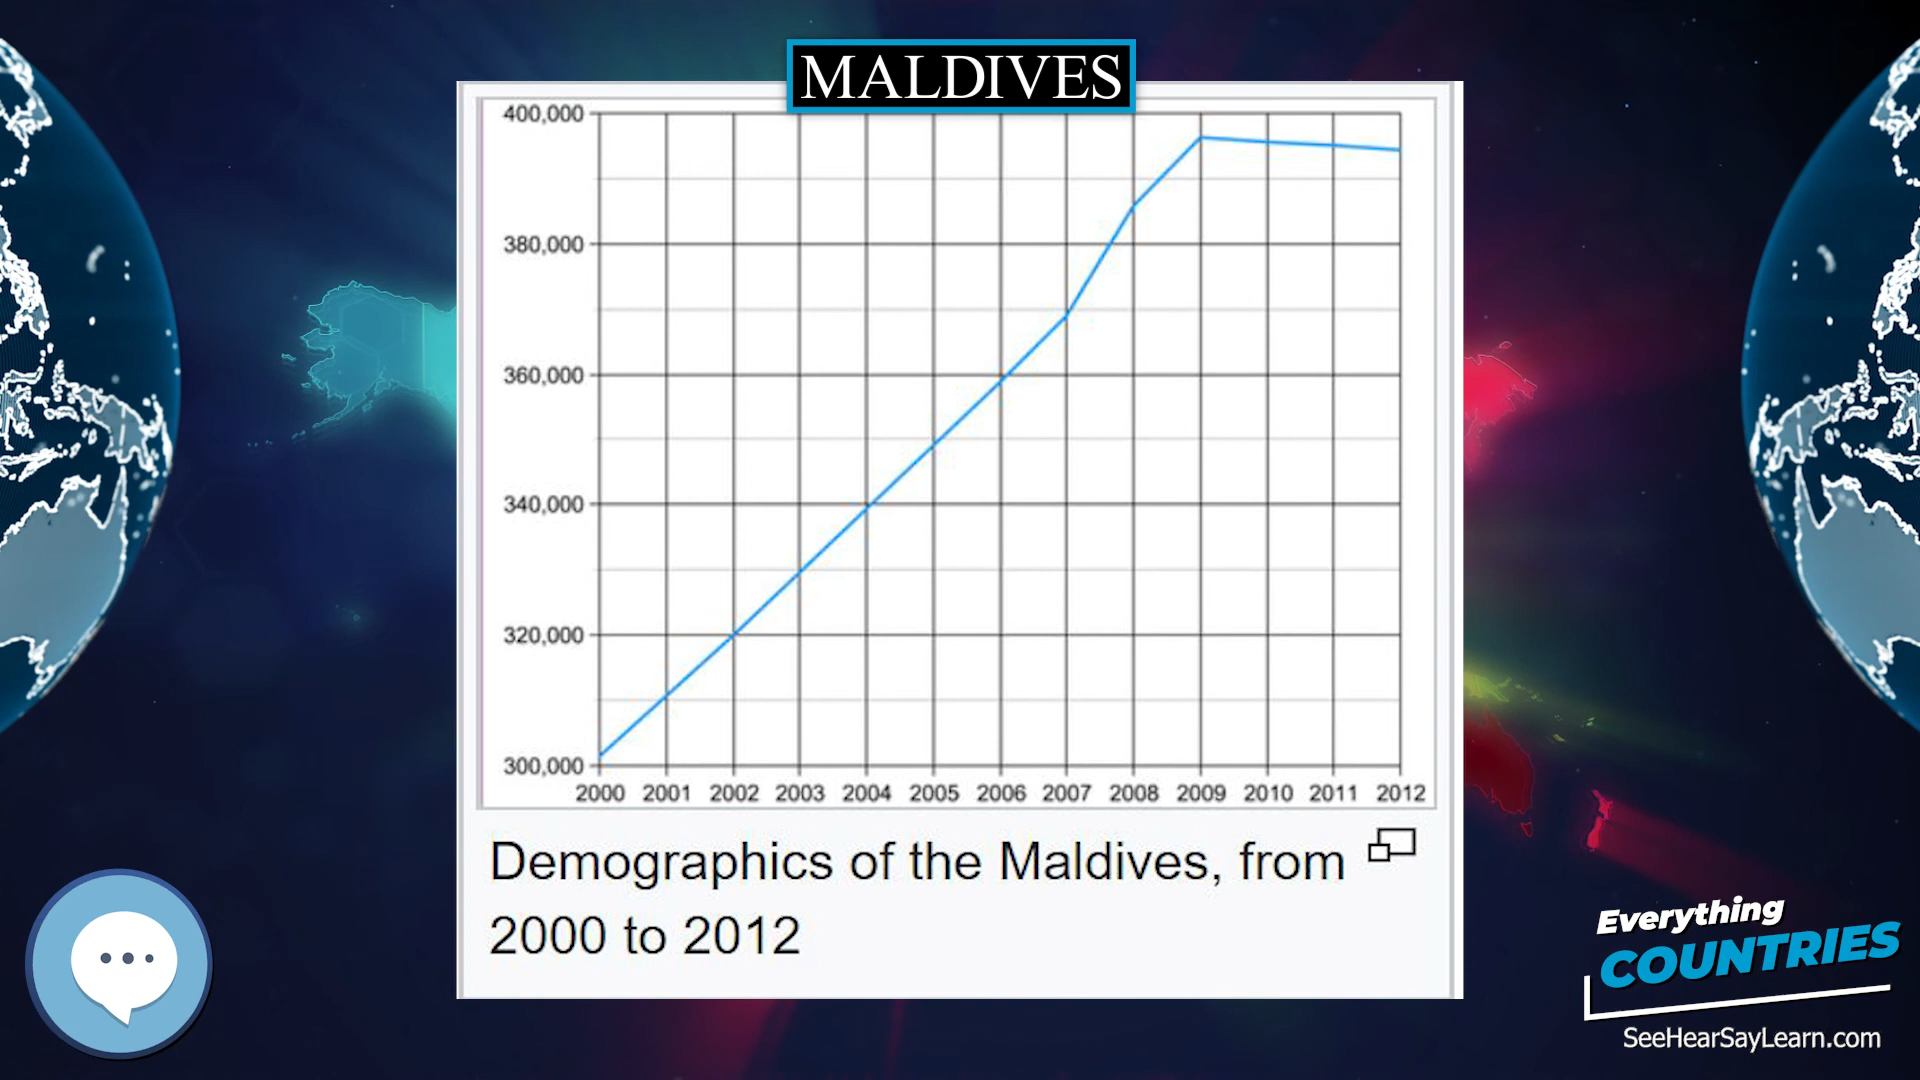 MALDIVES
400,000
380,000
360,000
340,000
320,000
300,000
2000 2001 2002 2003 2004 2005 2006 2007 2008 2009 2010 2011 2012
Demographics of the Maldives, from
2000 to 2012
Everything
COUNTRIES
SeeHearSayLearn.com